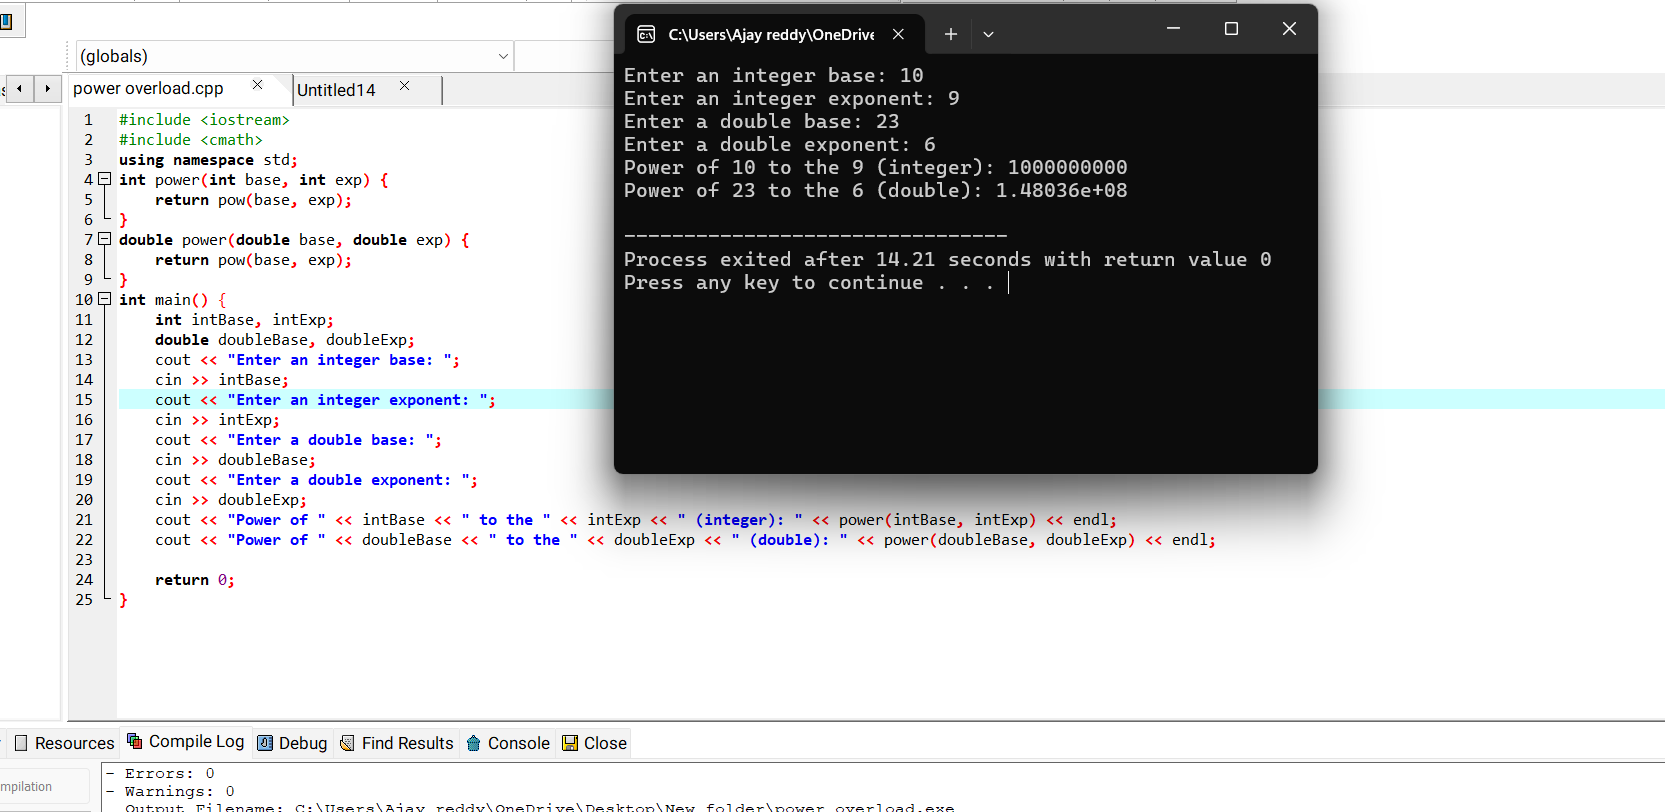 (globals)
power overload.cpp
Untitled14
1 #include <iostream>
2 #include <cmath>
3 using namespace std;
4 int power(int base, int exp) {
5 return pow(base, exp);
6 }
7 double power(double base, double exp) {
8 return pow(base, exp);
9 }
10 int main() {
11 int intBase, intExp;
12 double doubleBase, doubleExp;
13 cout << "Enter an integer base: ";
14 cin >> intBase;
15 cout << "Enter an integer exponent: ";
16 cin >> intExp;
17 cout << "Enter a double base: ";
18 cin >> doubleBase;
19 cout << "Enter a double exponent: ";
20 cin >> doubleExp;
21 cout << "Power of " << intBase << " to the " << intExp << " (integer): " << power(intBase, intExp) << endl;
22 cout << "Power of " << doubleBase << " to the " << doubleExp << " (double): " << power(doubleBase, doubleExp) << endl;
23
24 return 0;
25 }
C:\Users\Ajay reddy\OneDrive
Enter an integer base: 10
Enter an integer exponent: 9
Enter a double base: 23
Enter a double exponent: 6
Power of 10 to the 9 (integer): 1000000000
Power of 23 to the 6 (double): 1.48036e+08
--------------------------------
Process exited after 14.21 seconds with return value 0
Press any key to continue . . .
Resources Compile Log Debug Find Results Console Close
mpilation
- Errors: 0
- Warnings: 0
- Output Filename: C:\Users\Ajay reddy\OneDrive\Desktop\New folder\power overload.exe